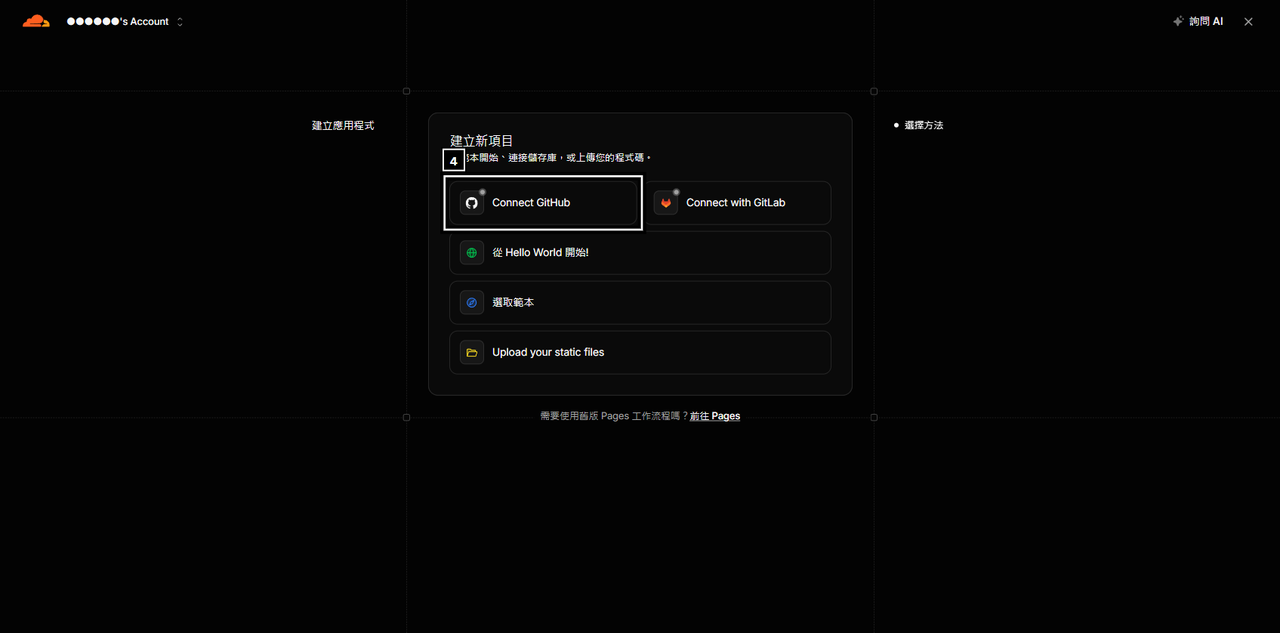 ●●●●●●'s Account
詢問 AI
建立應用程式
建立新項目
4
本開始、連接儲存庫，或上傳您的程式碼。
選擇方法
Connect GitHub
Connect with GitLab
從 Hello World 開始!
選取範本
Upload your static files
需要使用舊版 Pages 工作流程嗎？前往 Pages